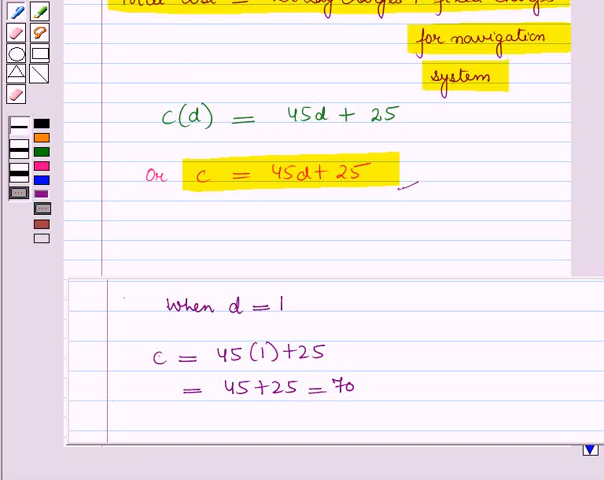 for navigation
system
c(d) = 45d + 25
Or c = 45d + 25
When d = 1
c = 45(1) + 25
= 45 + 25 = 70